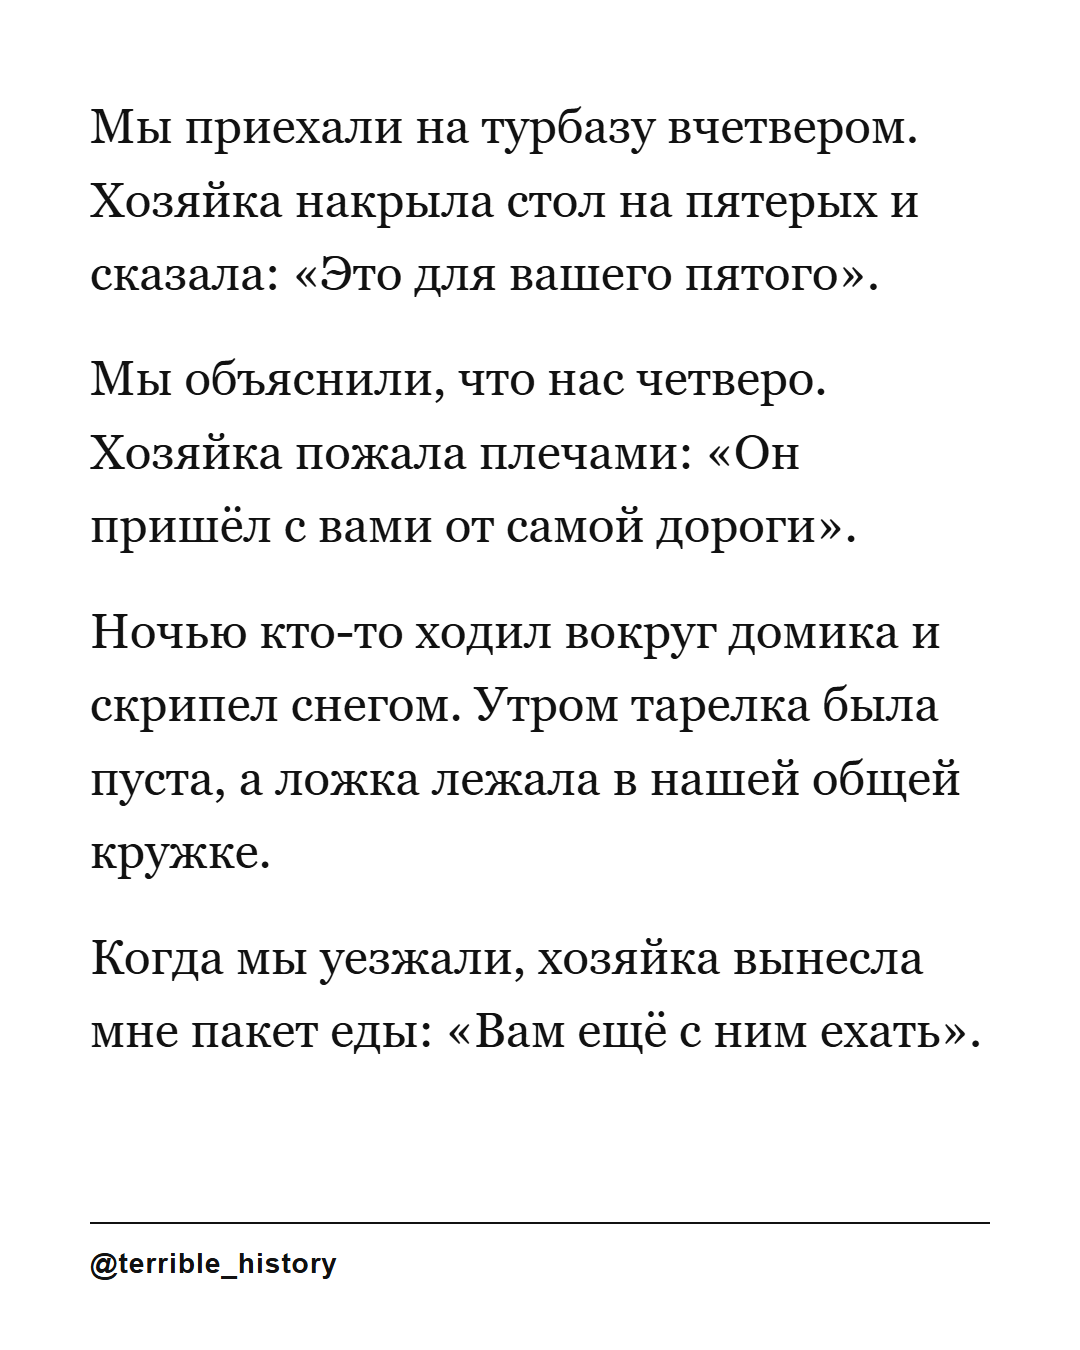 Мы приехали на турбазу вчетвером.
Хозяйка накрыла стол на пятерых и
сказала: «Это для вашего пятого».
Мы объяснили, что нас четверо.
Хозяйка пожала плечами: «Он
пришёл с вами от самой дороги».
Ночью кто-то ходил вокруг домика и
скрипел снегом. Утром тарелка была
пуста, а ложка лежала в нашей общей
кружке.
Когда мы уезжали, хозяйка вынесла
мне пакет еды: «Вам ещё с ним ехать».
@terrible_history